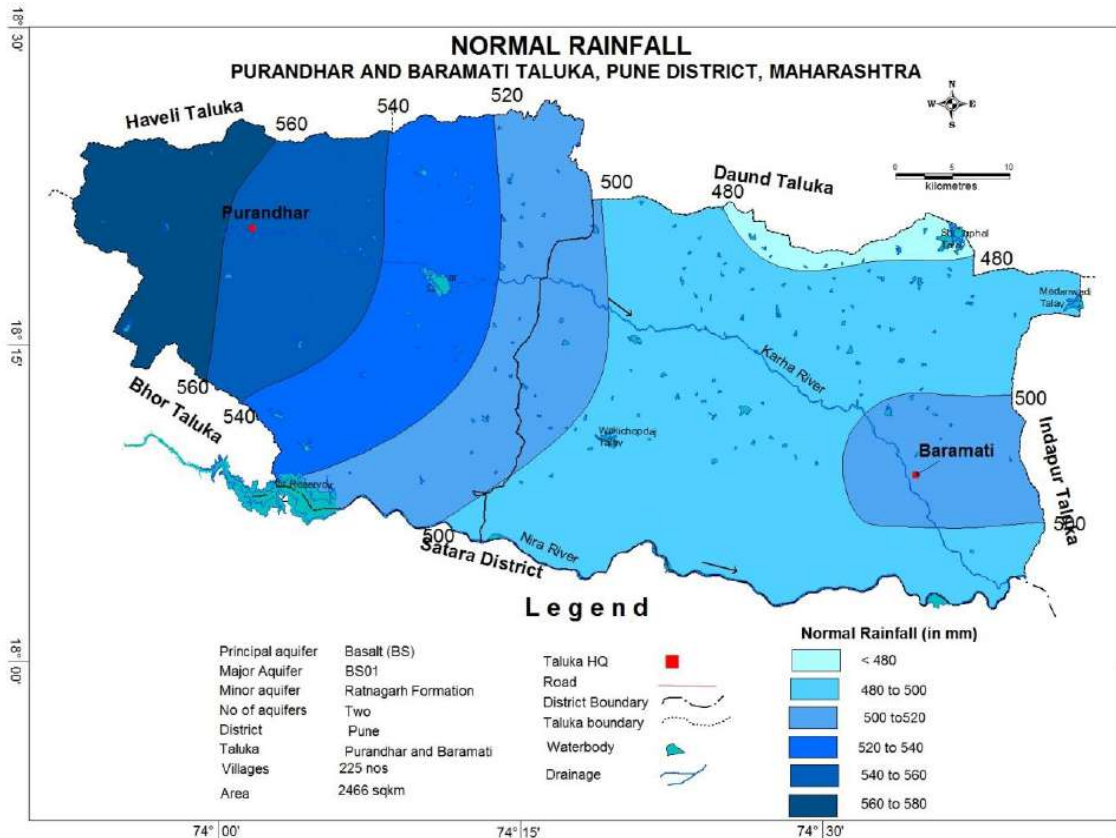 NORMAL RAINFALL
PURANDHAR AND BARAMATI TALUKA, PUNE DISTRICT, MAHARASHTRA
18° 30'
18° 15'
18° 00'
N
W E
S
0 5 10
kilometres
Haveli Taluka
560
540
520
500
480
Daund Taluka
480
Purandhar
Talav
Medanwadi
Talav
Karha River
560
540
Bhor Taluka
500
Indapur Taluka
Baramati
Talav
Reservoy
500
500
Satara District
Nira River
Legend
Principal aquifer Basalt (BS)
Major Aquifer BS01
Minor aquifer Ratnagarh Formation
No of aquifers Two
District Pune
Taluka Purandhar and Baramati
Villages 225 nos
Area 2466 sqkm
Taluka HQ
Road
District Boundary
Taluka boundary
Waterbody
Drainage
Normal Rainfall (in mm)
< 480
480 to 500
500 to520
520 to 540
540 to 560
560 to 580
74° 00' 74° 15' 74° 30'